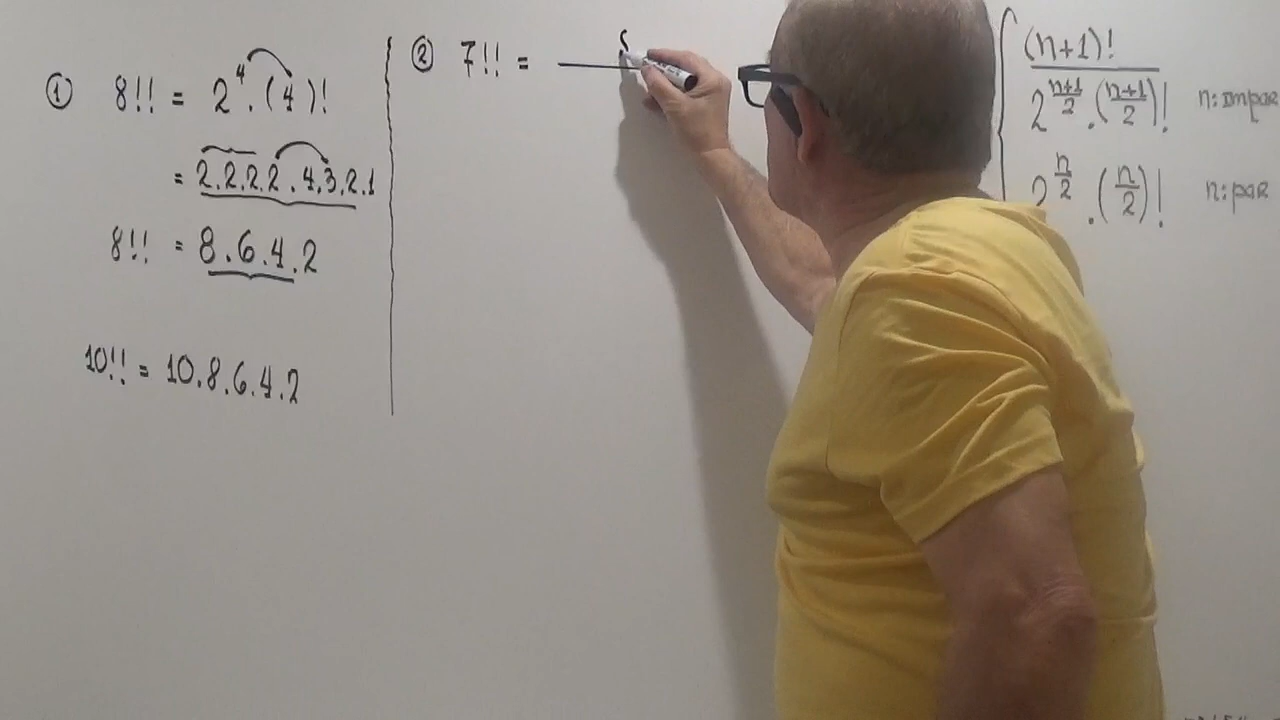 ① 8!! = 2⁴.(4)!
= 2.2.2.2.4.3.2.1
8!! = 8.6.4.2
10!! = 10.8.6.4.2
② 7!! =
(n+1)!
2^((n+1)/2).((n+1)/2)! n:Impar
2^(n/2).(n/2)! n:par